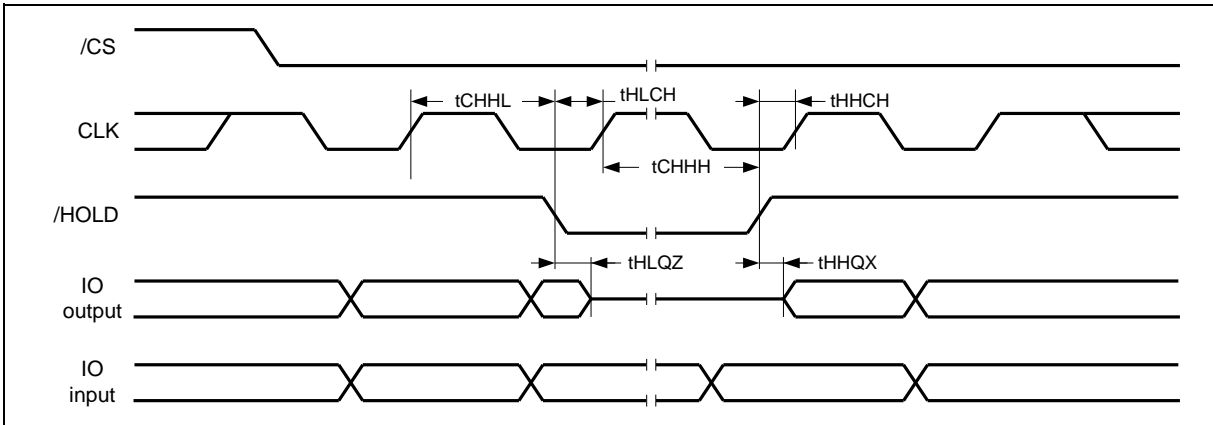 /CS
tCHHL
tHLCH
tHHCH
CLK
tCHHH
/HOLD
tHLQZ
tHHQX
IO
output
IO
input